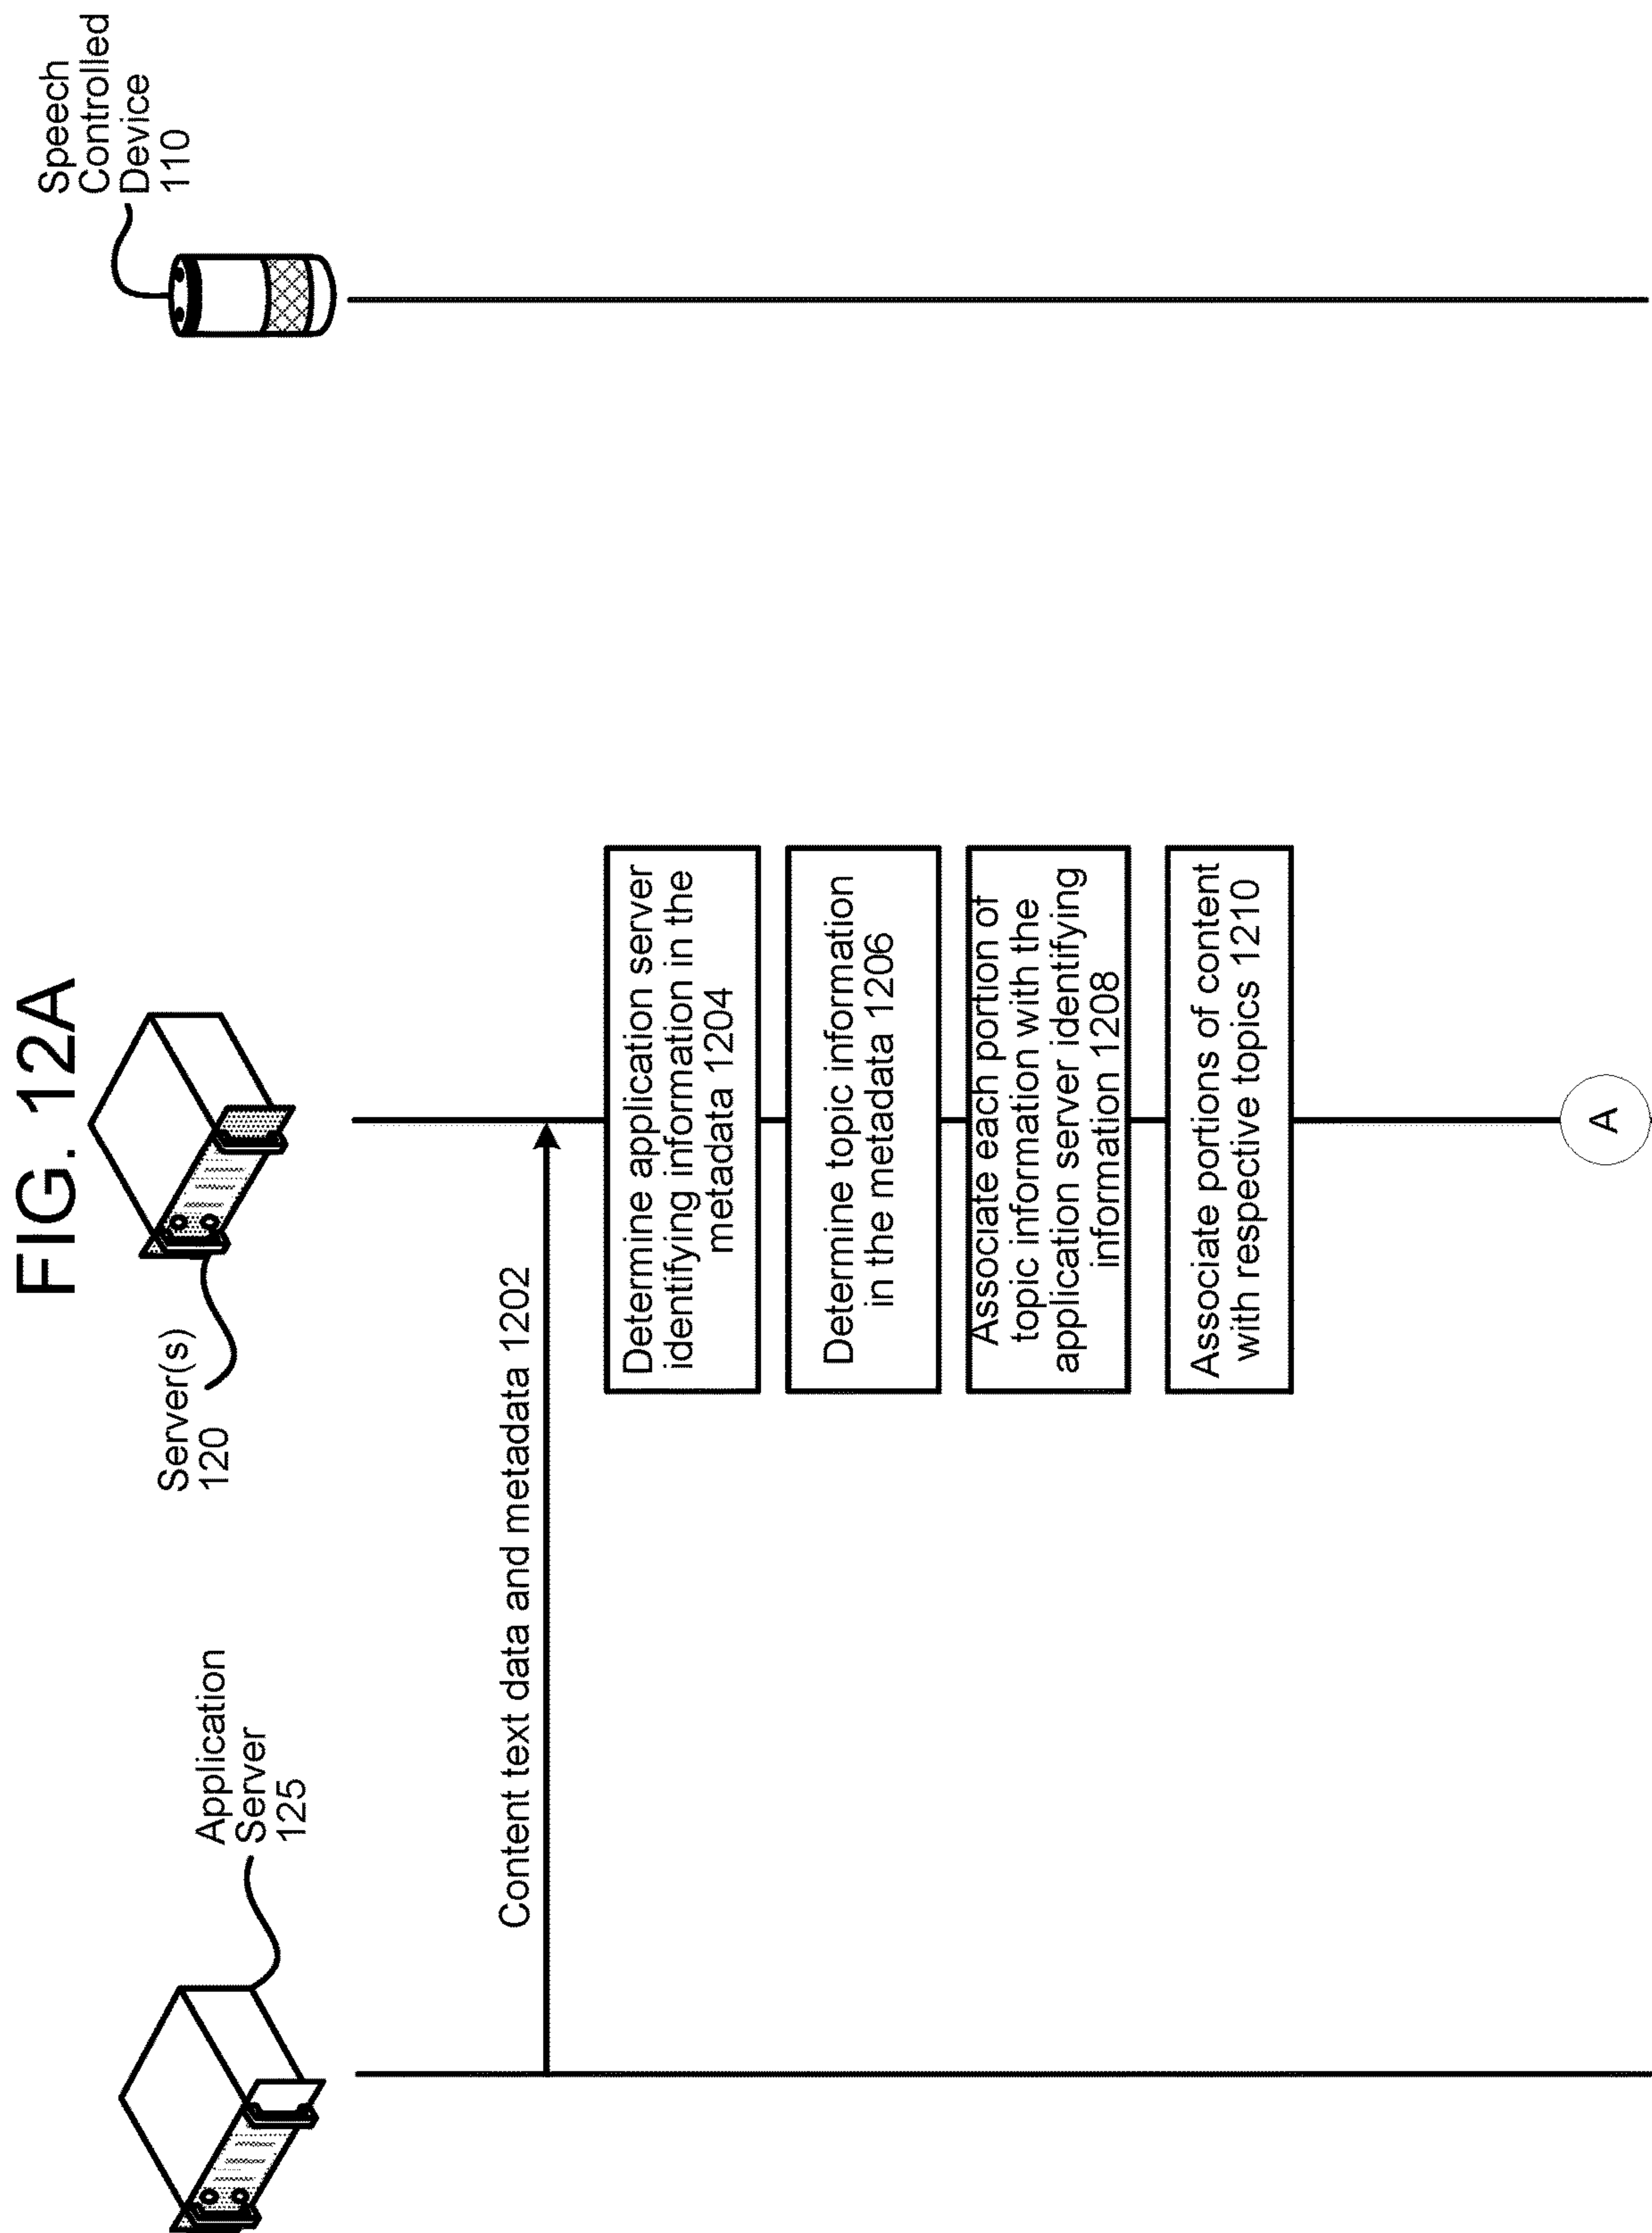 FIG. 12A
Application
Server
125
Server(s)
120
Speech
Controlled
Device
110
Content text data and metadata 1202
Determine application server
identifying information in the
metadata 1204
Determine topic information
in the metadata 1206
Associate each portion of
topic information with the
application server identifying
information 1208
Associate portions of content
with respective topics 1210
A